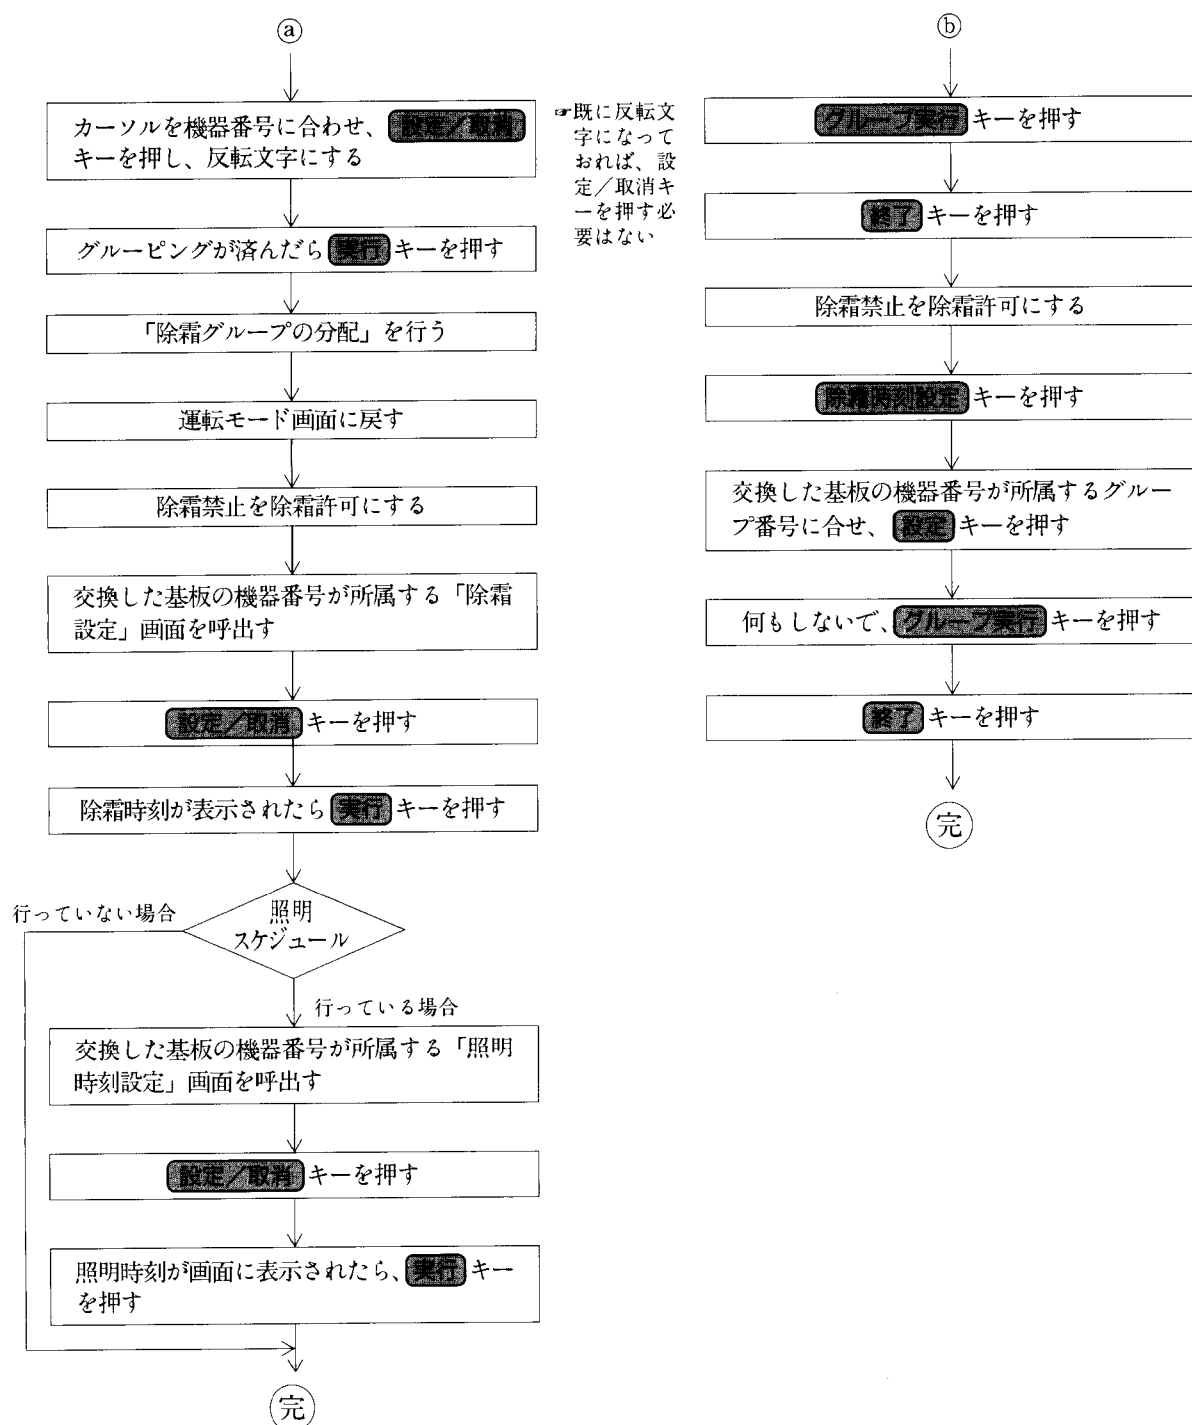 ⓐ
カーソルを機器番号に合わせ、設定／取消
キーを押し、反転文字にする
☞既に反転文
字になって
おれば、設
定／取消キ
ーを押す必
要はない
グルーピングが済んだら実行キーを押す
「除霜グループの分配」を行う
運転モード画面に戻す
除霜禁止を除霜許可にする
交換した基板の機器番号が所属する「除霜
設定」画面を呼出す
設定／取消キーを押す
除霜時刻が表示されたら実行キーを押す
照明
スケジュール
行っていない場合
行っている場合
交換した基板の機器番号が所属する「照明
時刻設定」画面を呼出す
設定／取消キーを押す
照明時刻が画面に表示されたら、実行キー
を押す
完
ⓑ
グループ実行キーを押す
終了キーを押す
除霜禁止を除霜許可にする
除霜時刻設定キーを押す
交換した基板の機器番号が所属するグルー
プ番号に合せ、設定キーを押す
何もしないで、グループ実行キーを押す
終了キーを押す
完